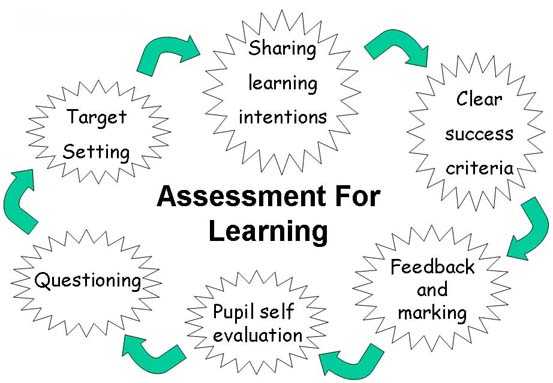 Sharing
learning
intentions
Clear
success
criteria
Feedback
and
marking
Pupil self
evaluation
Questioning
Target
Setting
Assessment For
Learning